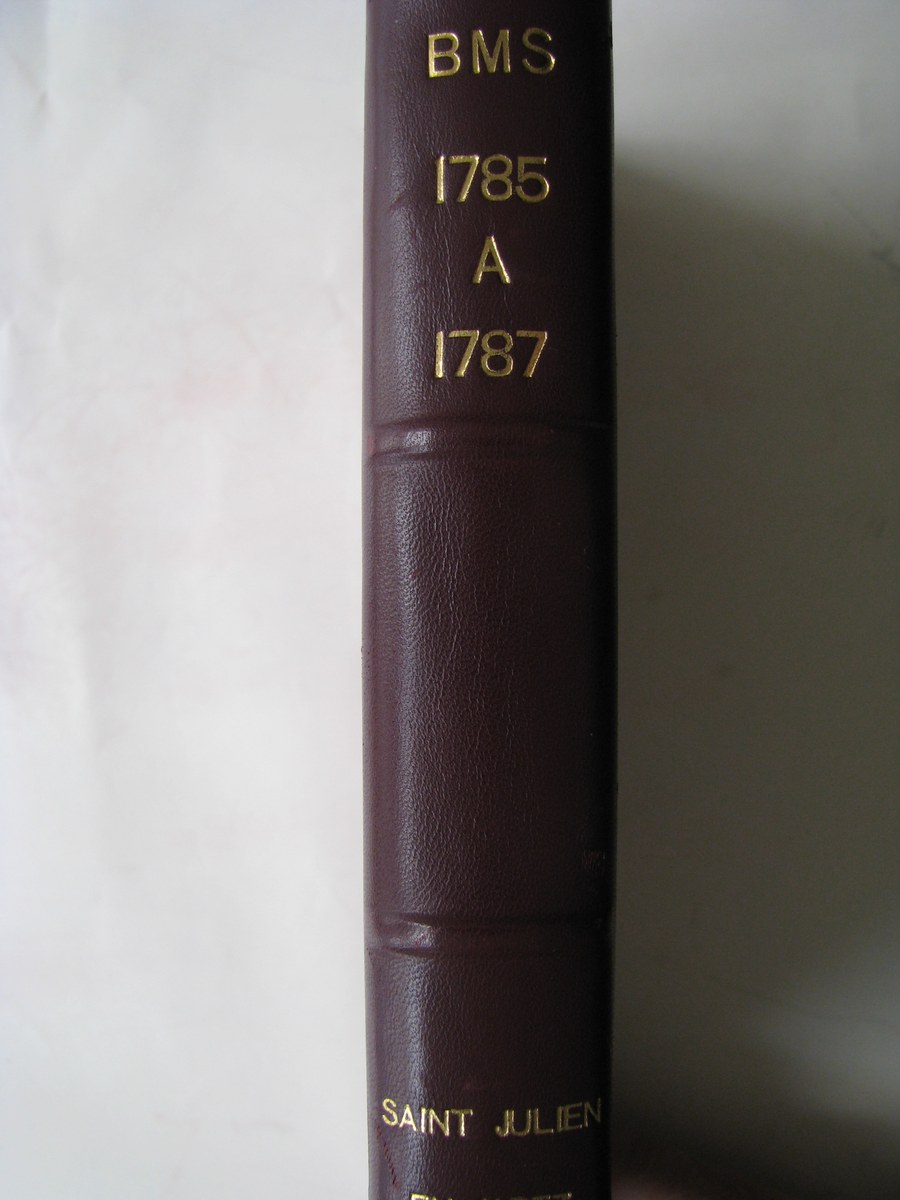 BMS
1785
A
1787
SAINT JULIEN